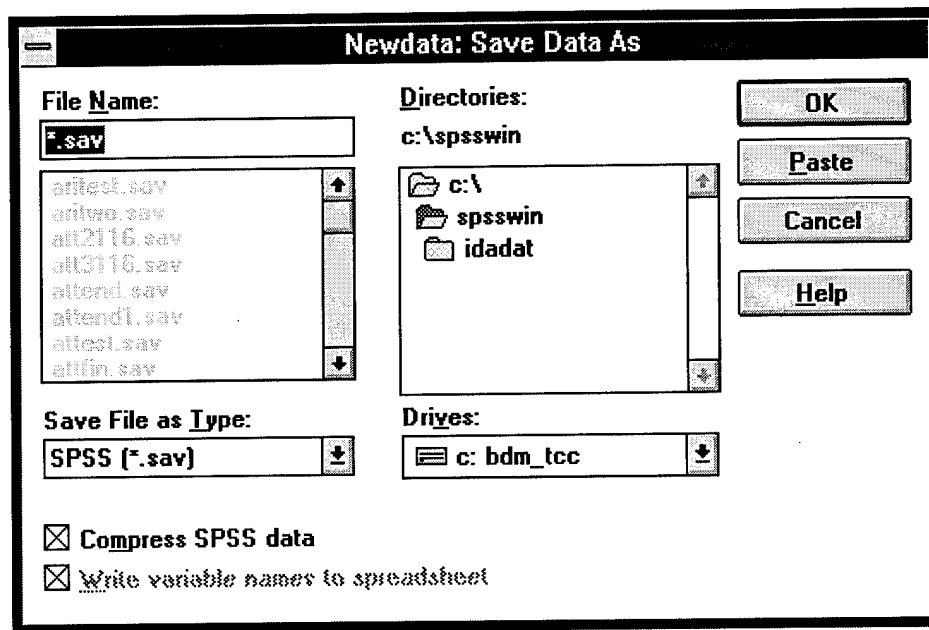 Newdata: Save Data As
File Name:
*.sav
aritest.sav
aritwo.sav
att2116.sav
att3116.sav
attend.sav
attend1.sav
attest.sav
attfin.sav
Save File as Type:
SPSS (*.sav)
Compress SPSS data
Write variable names to spreadsheet
Directories:
c:\spsswin
c:\
spsswin
idadat
Drives:
c: bdm_tcc
OK
Paste
Cancel
Help